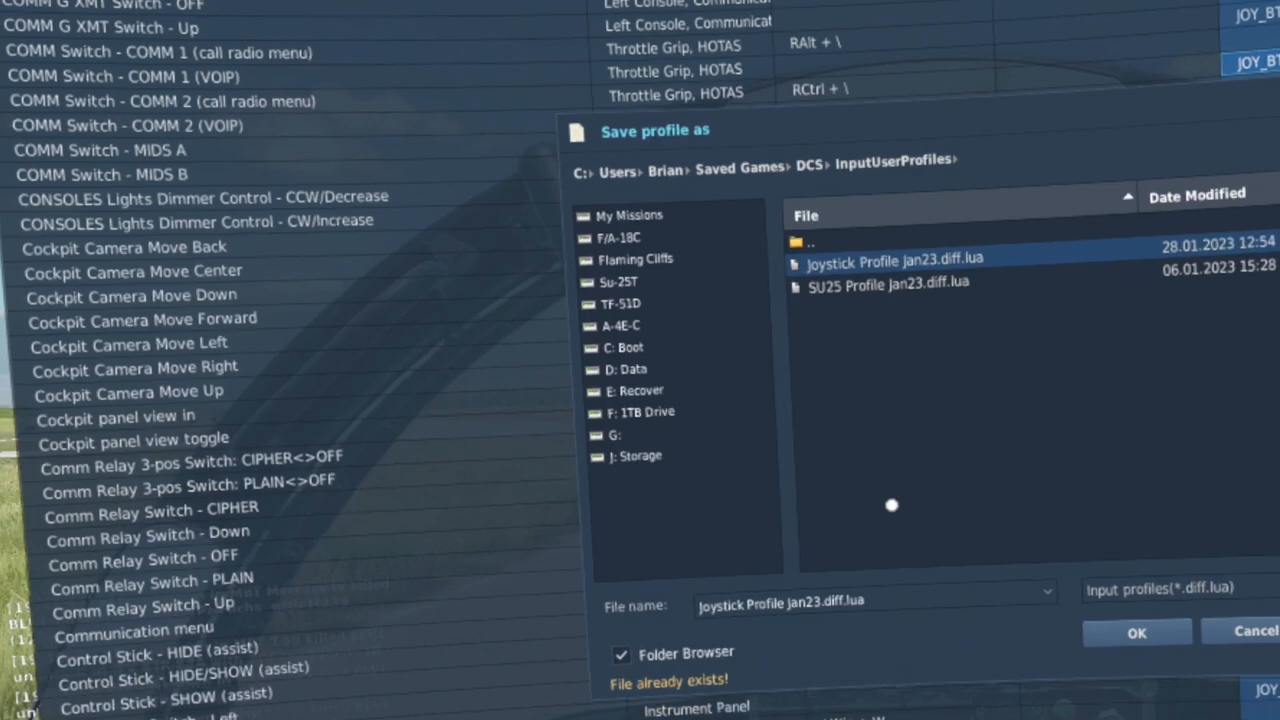 COMM G XMT Switch - OFF
Left Console, Communicat
COMM G XMT Switch - Up
Left Console, Communicat
JOY_BT
COMM Switch - COMM 1 (call radio menu)
Throttle Grip, HOTAS
RAlt + \
COMM Switch - COMM 1 (VOIP)
Throttle Grip, HOTAS
JOY_BT
COMM Switch - COMM 2 (call radio menu)
Throttle Grip, HOTAS
RCtrl + \
COMM Switch - COMM 2 (VOIP)
COMM Switch - MIDS A
COMM Switch - MIDS B
CONSOLES Lights Dimmer Control - CCW/Decrease
CONSOLES Lights Dimmer Control - CW/Increase
Cockpit Camera Move Back
Cockpit Camera Move Center
Cockpit Camera Move Down
Cockpit Camera Move Forward
Cockpit Camera Move Left
Cockpit Camera Move Right
Cockpit Camera Move Up
Cockpit panel view in
Cockpit panel view toggle
Comm Relay 3-pos Switch: CIPHER<>OFF
Comm Relay 3-pos Switch: PLAIN<>OFF
Comm Relay Switch - CIPHER
Comm Relay Switch - Down
Comm Relay Switch - OFF
Comm Relay Switch - PLAIN
Comm Relay Switch - Up
Communication menu
Control Stick - HIDE (assist)
Control Stick - HIDE/SHOW (assist)
Control Stick - SHOW (assist)
Save profile as
C: Users Brian Saved Games DCS InputUserProfiles
My Missions
F/A-18C
Flaming Cliffs
Su-25T
TF-51D
A-4E-C
C: Boot
D: Data
E: Recover
F: 1TB Drive
G:
J: Storage
File
Date Modified
..
Joystick Profile Jan23.diff.lua
28.01.2023 12:54
SU25 Profile Jan23.diff.lua
06.01.2023 15:28
File name:
Joystick Profile Jan23.diff.lua
Input profiles(*.diff.lua)
OK
Cancel
Folder Browser
File already exists!
Instrument Panel
JOY